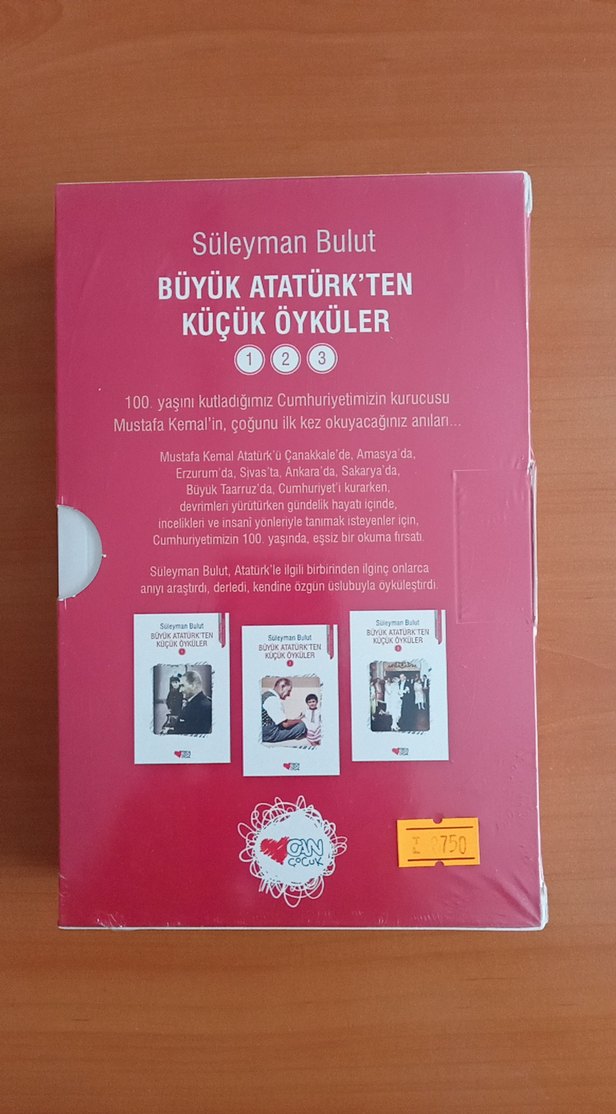 Süleyman Bulut
BÜYÜK ATATÜRK'TEN
KÜÇÜK ÖYKÜLER
1 2 3
100. yaşını kutladığımız Cumhuriyetimizin kurucusu
Mustafa Kemal'in, çoğunu ilk kez okuyacağınız anıları...
Mustafa Kemal Atatürk'ü Çanakkale'de, Amasya'da,
Erzurum'da, Sivas'ta, Ankara'da, Sakarya'da,
Büyük Taarruz'da, Cumhuriyet'i kurarken,
devrimleri yürütürken gündelik hayatı içinde,
incelikleri ve insanî yönleriyle tanımak isteyenler için,
Cumhuriyetimizin 100. yaşında, eşsiz bir okuma fırsatı.
Süleyman Bulut, Atatürk'le ilgili birbirinden ilginç onlarca
anıyı araştırdı, derledi, kendine özgün üslubuyla öyküleştirdi.
Süleyman Bulut
BÜYÜK ATATÜRK'TEN
KÜÇÜK ÖYKÜLER
Süleyman Bulut
BÜYÜK ATATÜRK'TEN
KÜÇÜK ÖYKÜLER
Süleyman Bulut
BÜYÜK ATATÜRK'TEN
KÜÇÜK ÖYKÜLER
CAN
ÇOCUK
750